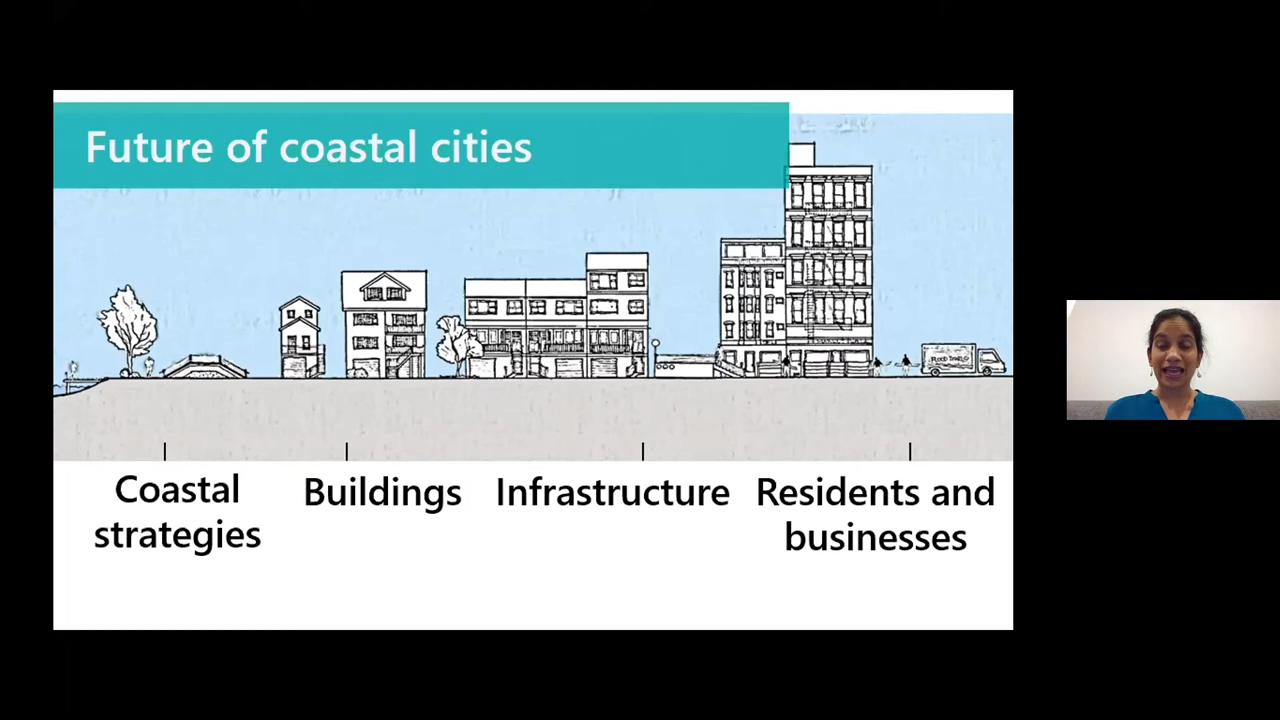 Future of coastal cities
Coastal
strategies
Buildings
Infrastructure
Residents and
businesses